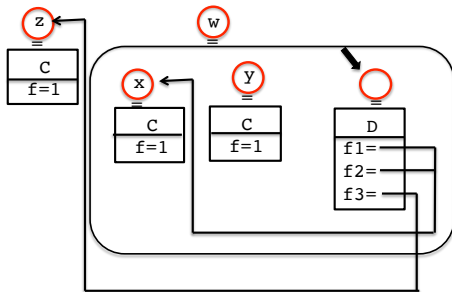 z
=
C
f=1
w
=
x
=
C
f=1
y
=
C
f=1
=
D
f1=
f2=
f3=